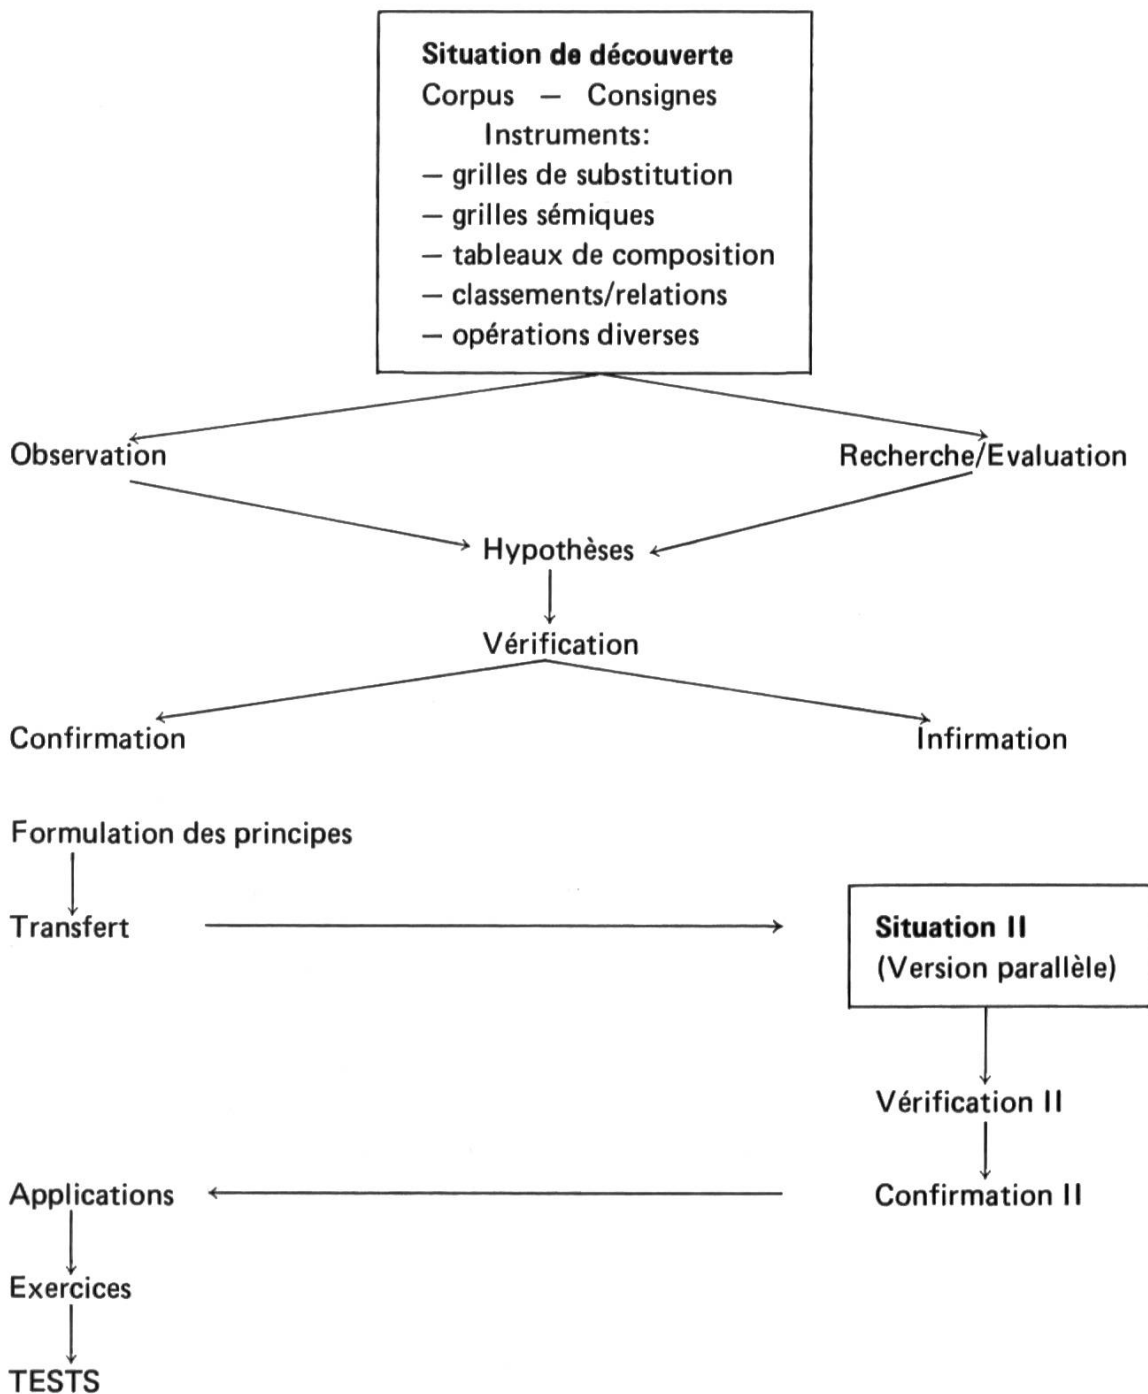 Situation de découverte
Corpus — Consignes
Instruments:
— grilles de substitution
— grilles sémiques
— tableaux de composition
— classements/relations
— opérations diverses
Observation
Recherche/Evaluation
Hypothèses
Vérification
Confirmation
Infirmation
Formulation des principes
Transfert
Situation II
(Version parallèle)
Vérification II
Applications
Confirmation II
Exercices
TESTS